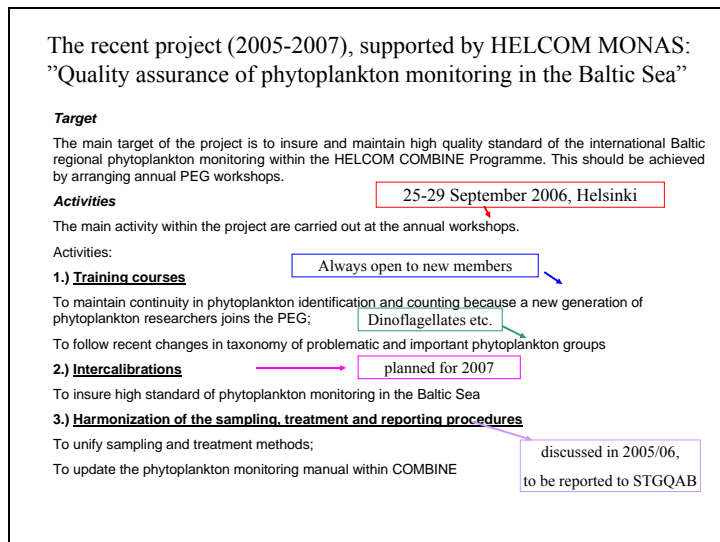 The recent project (2005-2007), supported by HELCOM MONAS:
”Quality assurance of phytoplankton monitoring in the Baltic Sea”
Target
The main target of the project is to insure and maintain high quality standard of the international Baltic
regional phytoplankton monitoring within the HELCOM COMBINE Programme. This should be achieved
by arranging annual PEG workshops.
Activities
25-29 September 2006, Helsinki
The main activity within the project are carried out at the annual workshops.
Activities:
Always open to new members
1.) Training courses
To maintain continuity in phytoplankton identification and counting because a new generation of
phytoplankton researchers joins the PEG;
Dinoflagellates etc.
To follow recent changes in taxonomy of problematic and important phytoplankton groups
2.) Intercalibrations
planned for 2007
To insure high standard of phytoplankton monitoring in the Baltic Sea
3.) Harmonization of the sampling, treatment and reporting procedures
To unify sampling and treatment methods;
discussed in 2005/06,
To update the phytoplankton monitoring manual within COMBINE
to be reported to STGQAB